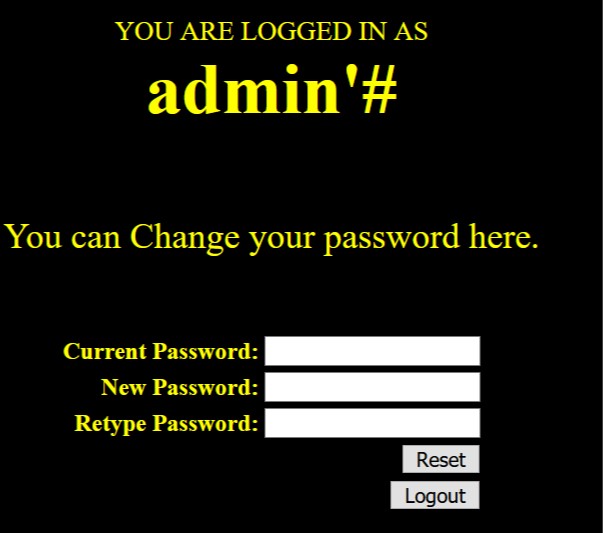 YOU ARE LOGGED IN AS
admin'#
You can Change your password here.
Current Password:
New Password:
Retype Password:
Reset
Logout